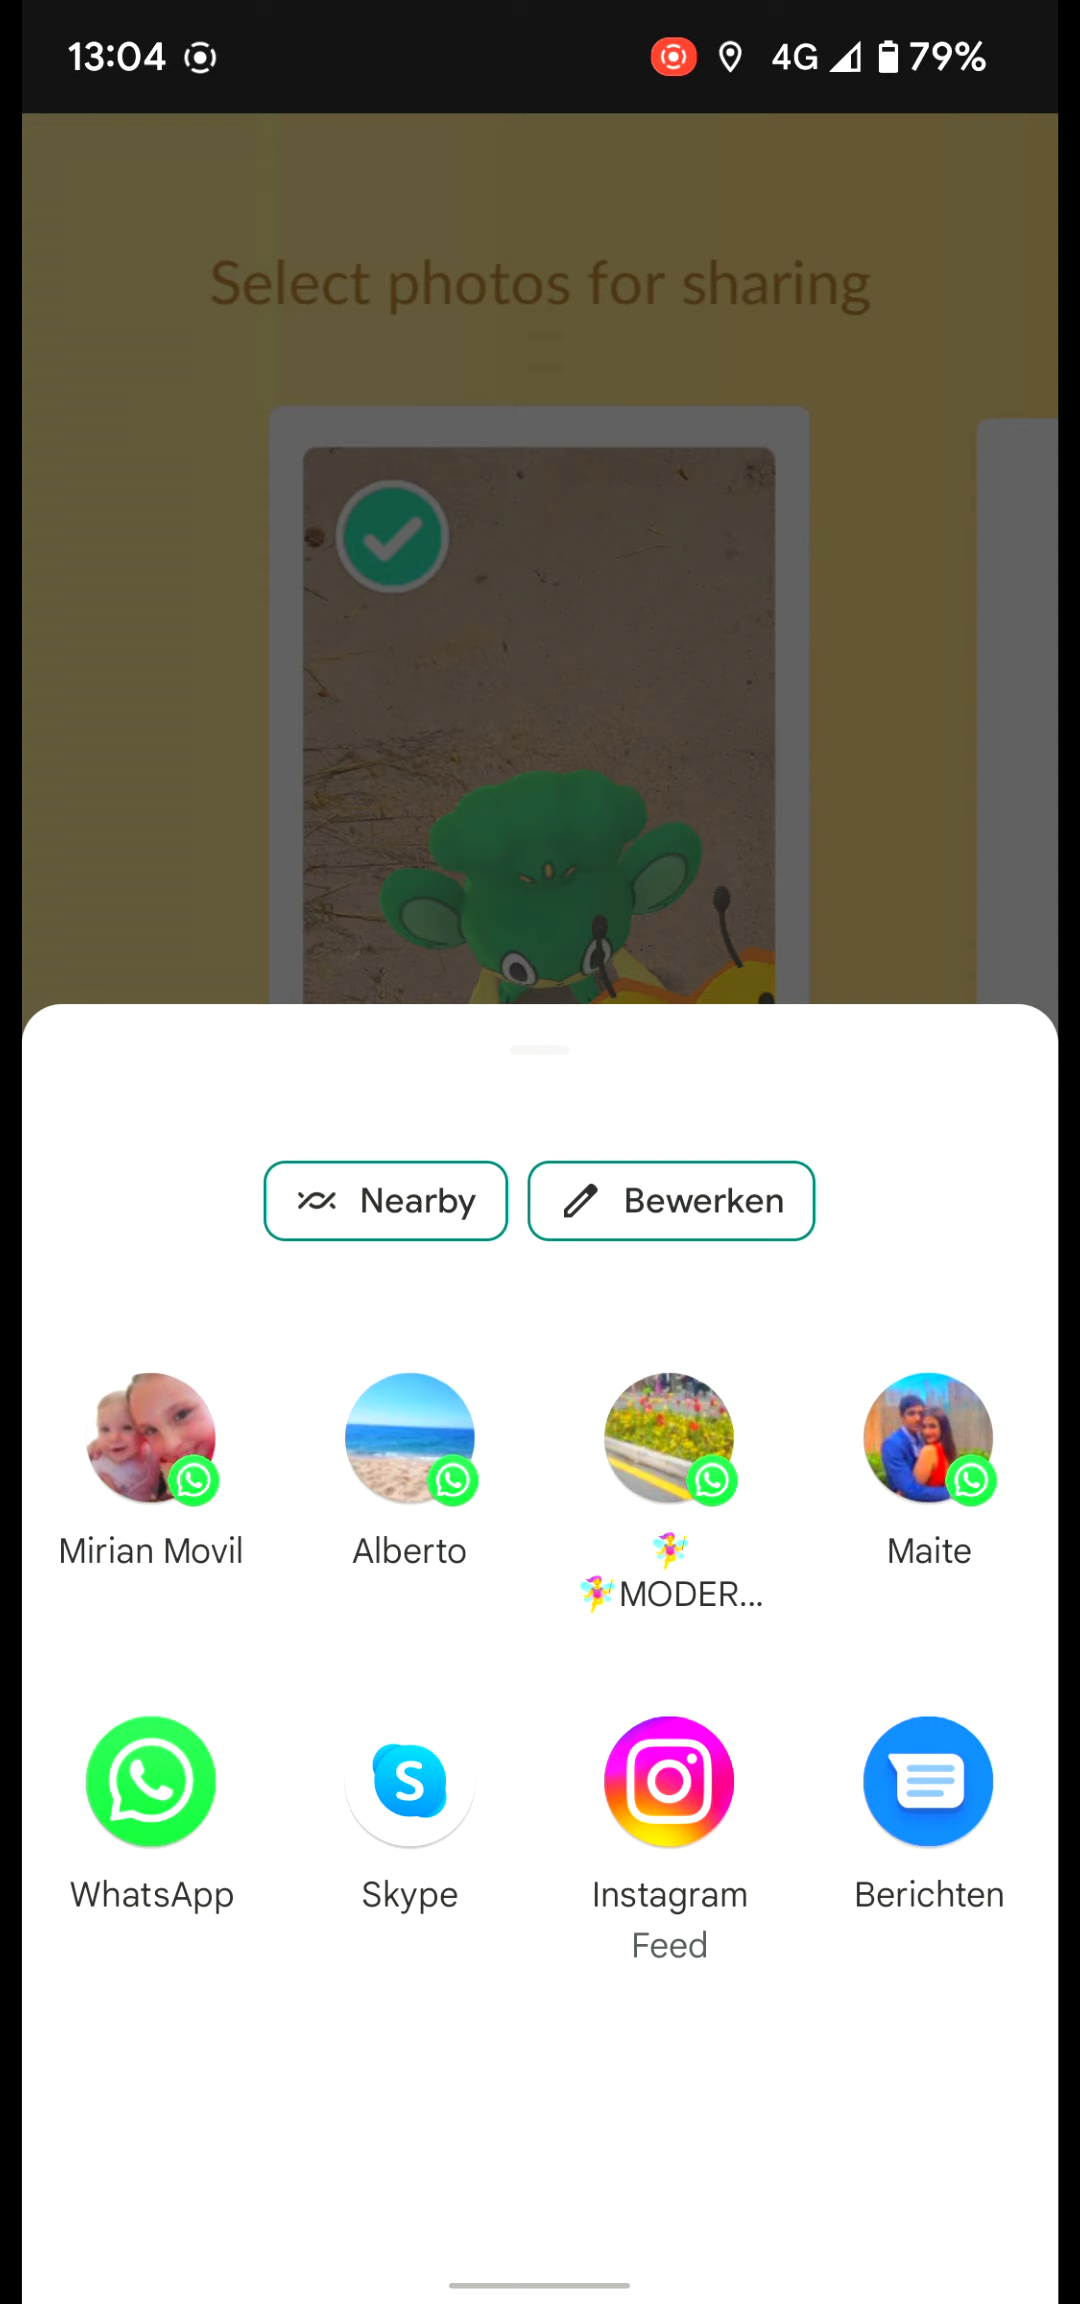 13:04 4G 79%
Select photos for sharing
Nearby Bewerken
Mirian Movil Alberto 🧚‍♀️ Maite
🧚‍♀️MODER...
WhatsApp Skype Instagram Berichten
Feed